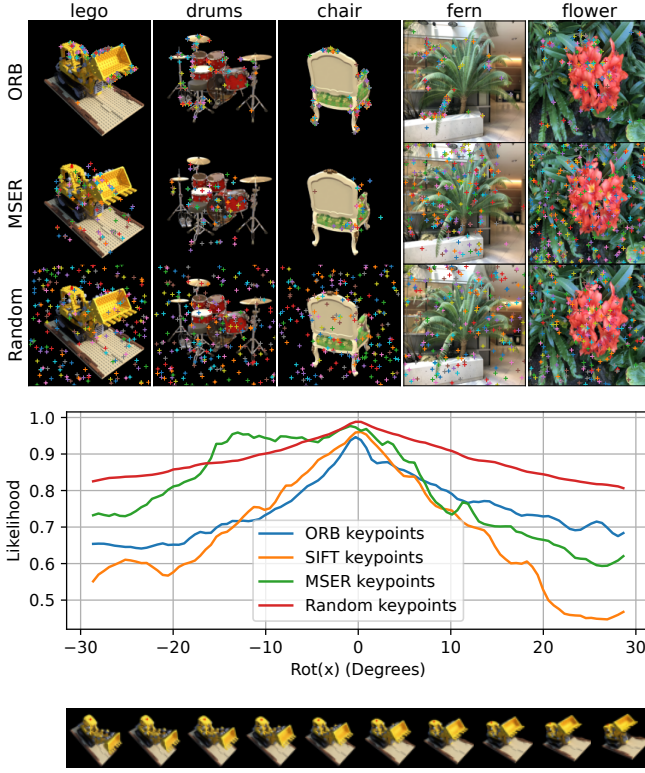 lego drums chair fern flower
ORB
MSER
Random
1.0
0.9
0.8
0.7
0.6
0.5
Likelihood
ORB keypoints
SIFT keypoints
MSER keypoints
Random keypoints
−30 −20 −10 0 10 20 30
Rot(x) (Degrees)